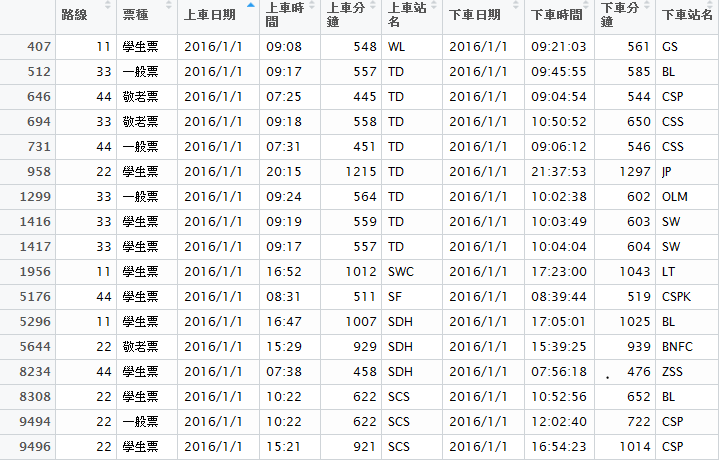 路線 票種 上車日期 上車時間 上車分鐘 上車站名 下車日期 下車時間 下車分鐘 下車站名
407 11 學生票 2016/1/1 09:08 548 WL 2016/1/1 09:21:03 561 GS
512 33 一般票 2016/1/1 09:17 557 TD 2016/1/1 09:45:55 585 BL
646 44 敬老票 2016/1/1 07:25 445 TD 2016/1/1 09:04:54 544 CSP
694 33 敬老票 2016/1/1 09:18 558 TD 2016/1/1 10:50:52 650 CSS
731 44 一般票 2016/1/1 07:31 451 TD 2016/1/1 09:06:12 546 CSS
958 22 學生票 2016/1/1 20:15 1215 TD 2016/1/1 21:37:53 1297 JP
1299 33 一般票 2016/1/1 09:24 564 TD 2016/1/1 10:02:38 602 OLM
1416 33 學生票 2016/1/1 09:19 559 TD 2016/1/1 10:03:49 603 SW
1417 33 學生票 2016/1/1 09:17 557 TD 2016/1/1 10:04:04 604 SW
1956 11 學生票 2016/1/1 16:52 1012 SWC 2016/1/1 17:23:00 1043 LT
5176 44 學生票 2016/1/1 08:31 511 SF 2016/1/1 08:39:44 519 CSPK
5296 11 學生票 2016/1/1 16:47 1007 SDH 2016/1/1 17:05:01 1025 BL
5644 22 敬老票 2016/1/1 15:29 929 SDH 2016/1/1 15:39:25 939 BNFC
8234 44 學生票 2016/1/1 07:38 458 SDH 2016/1/1 07:56:18 476 ZSS
8308 22 學生票 2016/1/1 10:22 622 SCS 2016/1/1 10:52:56 652 BL
9494 22 一般票 2016/1/1 10:22 622 SCS 2016/1/1 12:02:40 722 CSP
9496 22 學生票 2016/1/1 15:21 921 SCS 2016/1/1 16:54:23 1014 CSP